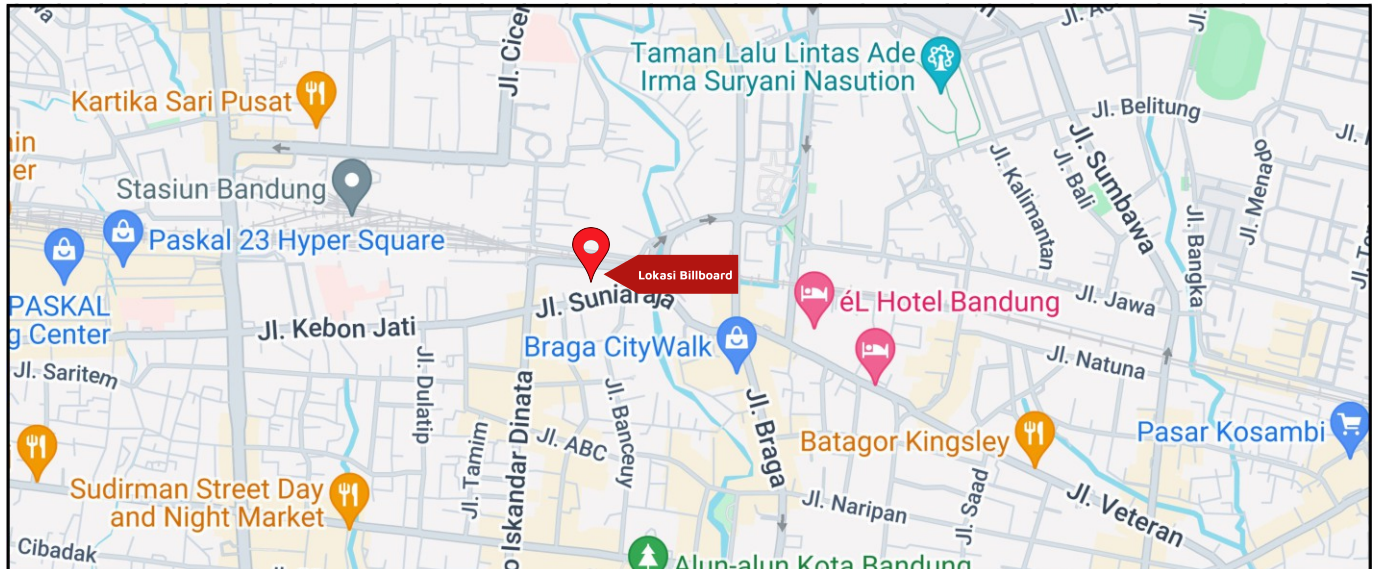 Jl. Cicer
Taman Lalu Lintas Ade
Irma Suryani Nasution
Kartika Sari Pusat
Jl. Belitung
Jl. Sumbawa
Jl. Bali
Jl. Kalimantan
Jl. Menado
Jl. Bangka
Stasiun Bandung
Paskal 23 Hyper Square
Lokasi Billboard
PASKAL
g Center
Jl. Suniaraja
Jl. Kebon Jati
éL Hotel Bandung
Jl. Jawa
Braga CityWalk
Jl. Natuna
Jl. Saritem
Jl. Dulatip
Jl. Tamim
o Iskandar Dinata
Jl. ABC
Jl. Banceuy
Jl. Braga
Batagor Kingsley
Pasar Kosambi
Sudirman Street Day
and Night Market
Jl. Naripan
Jl. Saad
Jl. Veteran
Cibadak
Alun-alun Kota Bandung